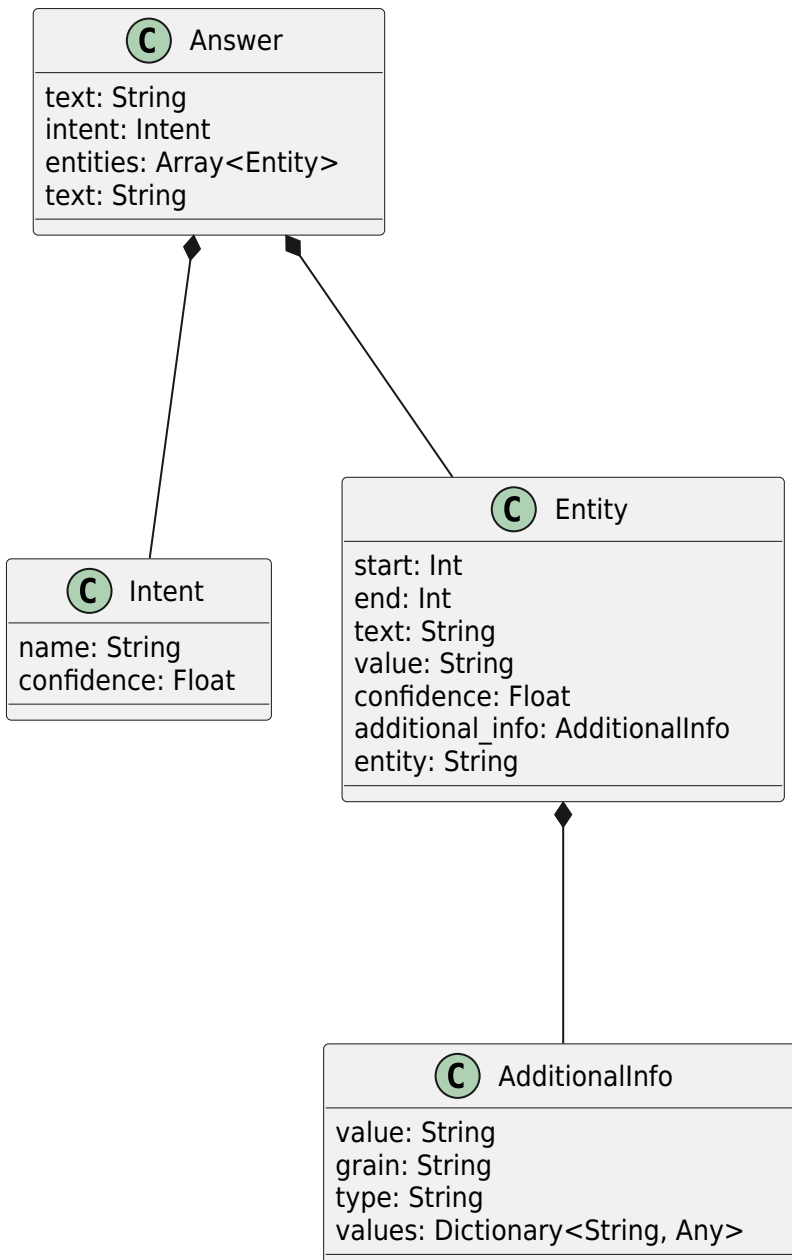 C Answer
text: String
intent: Intent
entities: Array<Entity>
text: String
C Entity
start: Int
end: Int
text: String
value: String
confidence: Float
additional_info: AdditionalInfo
entity: String
C Intent
name: String
confidence: Float
C AdditionalInfo
value: String
grain: String
type: String
values: Dictionary<String, Any>